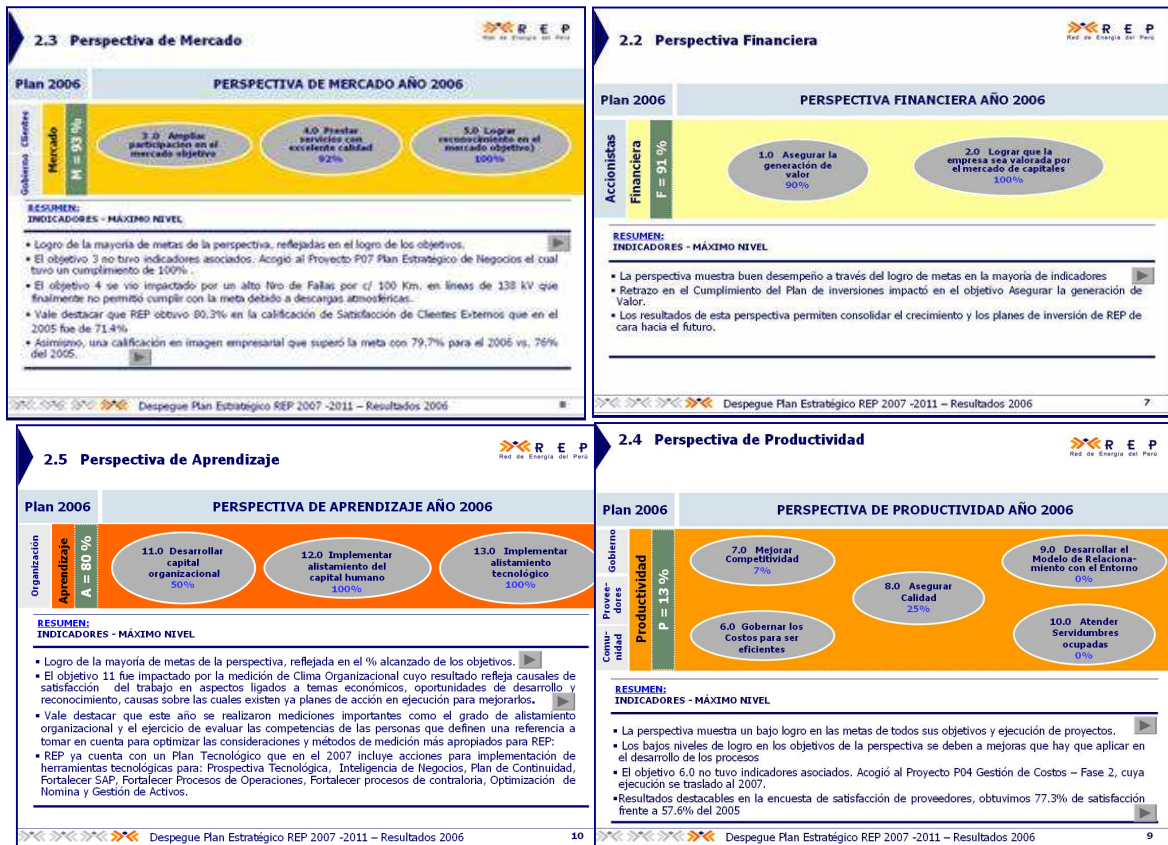 2.3 Perspectiva de Mercado
R E P
Red de Energía del Perú
Plan 2006
PERSPECTIVA DE MERCADO AÑO 2006
Gobierno Clientes
Mercado
M = 93 %
3.0 Ampliar
participación en el
mercado objetivo
4.0 Prestar
servicios con
excelente calidad
92%
5.0 Lograr
reconocimiento en el
mercado objetivo)
100%
RESUMEN:
INDICADORES - MÁXIMO NIVEL
▪ Logro de la mayoría de metas de la perspectiva, reflejadas en el logro de los objetivos.
▪ El objetivo 3 no tuvo indicadores asociados. Acogió al Proyecto P07 Plan Estratégico de Negocios el cual
tuvo un cumplimiento de 100% .
▪ El objetivo 4 se vio impactado por un alto Nro de Fallas por c/ 100 Km. en líneas de 138 kV que
finalmente no permitió cumplir con la meta debido a descargas atmosféricas.
▪ Vale destacar que REP obtuvo 80.3% en la calificación de Satisfacción de Clientes Externos que en el
2005 fue de 71.4%
▪ Asimismo, una calificación en imagen empresarial que superó la meta con 79.7% para el 2006 vs. 76%
del 2005.
Despegue Plan Estratégico REP 2007 -2011 – Resultados 2006
8
2.2 Perspectiva Financiera
R E P
Red de Energía del Perú
Plan 2006
PERSPECTIVA FINANCIERA AÑO 2006
Accionistas
Financiera
F = 91 %
1.0 Asegurar la
generación de
valor
90%
2.0 Lograr que la
empresa sea valorada por
el mercado de capitales
100%
RESUMEN:
INDICADORES - MÁXIMO NIVEL
▪ La perspectiva muestra buen desempeño a través del logro de metas en la mayoría de indicadores
▪ Retrazo en el Cumplimiento del Plan de inversiones impactó en el objetivo Asegurar la generación de
Valor.
▪ Los resultados de esta perspectiva permiten consolidar el crecimiento y los planes de inversión de REP de
cara hacia el futuro.
Despegue Plan Estratégico REP 2007 -2011 – Resultados 2006
7
2.5 Perspectiva de Aprendizaje
R E P
Red de Energía del Perú
Plan 2006
PERSPECTIVA DE APRENDIZAJE AÑO 2006
Organización
Aprendizaje
A = 80 %
11.0 Desarrollar
capital
organizacional
50%
12.0 Implementar
alistamiento del
capital humano
100%
13.0 Implementar
alistamiento
tecnológico
100%
RESUMEN:
INDICADORES - MÁXIMO NIVEL
▪ Logro de la mayoría de metas de la perspectiva, reflejada en el % alcanzado de los objetivos.
▪ El objetivo 11 fue impactado por la medición de Clima Organizacional cuyo resultado refleja causales de
satisfacción del trabajo en aspectos ligados a temas económicos, oportunidades de desarrollo y
reconocimiento, causas sobre las cuales existen ya planes de acción en ejecución para mejorarlos.
▪ Vale destacar que este año se realizaron mediciones importantes como el grado de alistamiento
organizacional y el ejercicio de evaluar las competencias de las personas que definen una referencia a
tomar en cuenta para optimizar las consideraciones y métodos de medición más apropiados para REP:
▪ REP ya cuenta con un Plan Tecnológico que en el 2007 incluye acciones para implementación de
herramientas tecnológicas para: Prospectiva Tecnológica, Inteligencia de Negocios, Plan de Continuidad,
Fortalecer SAP, Fortalecer Procesos de Operaciones, Fortalecer procesos de contraloria, Optimización de
Nomina y Gestión de Activos.
Despegue Plan Estratégico REP 2007 -2011 – Resultados 2006
10
2.4 Perspectiva de Productividad
R E P
Red de Energía del Perú
Plan 2006
PERSPECTIVA DE PRODUCTIVIDAD AÑO 2006
Gobierno
Provee-
dores
Comu-
nidad
Productividad
P = 13 %
7.0 Mejorar
Competitividad
7%
6.0 Gobernar los
Costos para ser
eficientes
8.0 Asegurar
Calidad
25%
9.0 Desarrollar el
Modelo de Relaciona-
miento con el Entorno
0%
10.0 Atender
Servidumbres
ocupadas
0%
RESUMEN:
INDICADORES - MÁXIMO NIVEL
▪ La perspectiva muestra un bajo logro en las metas de todos sus objetivos y ejecución de proyectos.
▪ Los bajos niveles de logro en los objetivos de la perspectiva se deben a mejoras que hay que aplicar en
el desarrollo de los procesos
▪ El objetivo 6.0 no tuvo indicadores asociados. Acogió al Proyecto P04 Gestión de Costos – Fase 2, cuya
ejecución se traslado al 2007.
▪Resultados destacables en la encuesta de satisfacción de proveedores, obtuvimos 77.3% de satisfacción
frente a 57.6% del 2005
Despegue Plan Estratégico REP 2007 -2011 – Resultados 2006
9